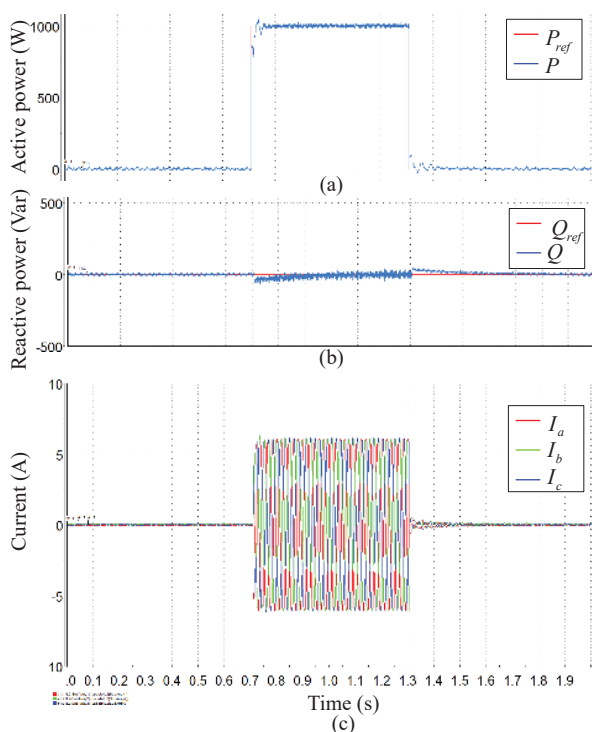 Active power (W)
1000
500
0
P_ref
P
(a)
Reactive power (Var)
500
0
-500
Q_ref
Q
(b)
Current (A)
10
5
0
-5
10
I_a
I_b
I_c
.0 0.1 0.2 0.3 0.4 0.5 0.6 0.7 0.8 0.9 1.0 1.1 1.2 1.3 1.4 1.5 1.6 1.7 1.8 1.9
Time (s)
(c)